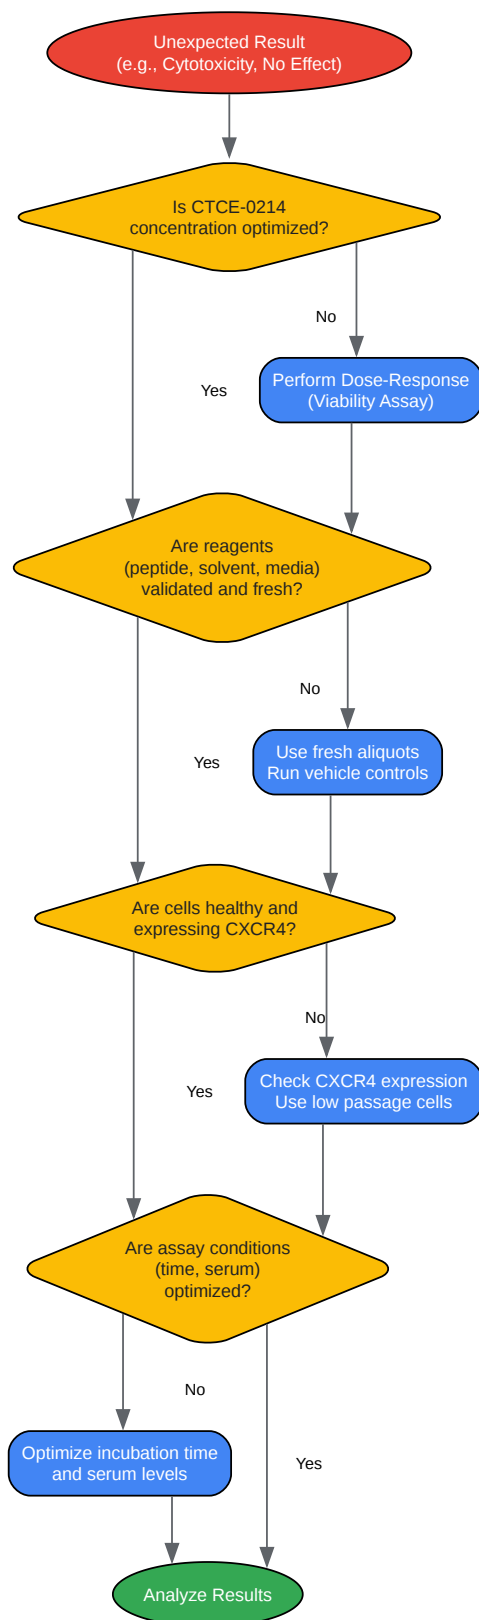 Unexpected Result
(e.g., Cytotoxicity, No Effect)
Is CTCE-0214
concentration optimized?
No
Perform Dose-Response
(Viability Assay)
Yes
Are reagents
(peptide, solvent, media)
validated and fresh?
No
Use fresh aliquots
Run vehicle controls
Yes
Are cells healthy and
expressing CXCR4?
No
Check CXCR4 expression
Use low passage cells
Yes
Are assay conditions
(time, serum)
optimized?
No
Optimize incubation time
and serum levels
Yes
Analyze Results